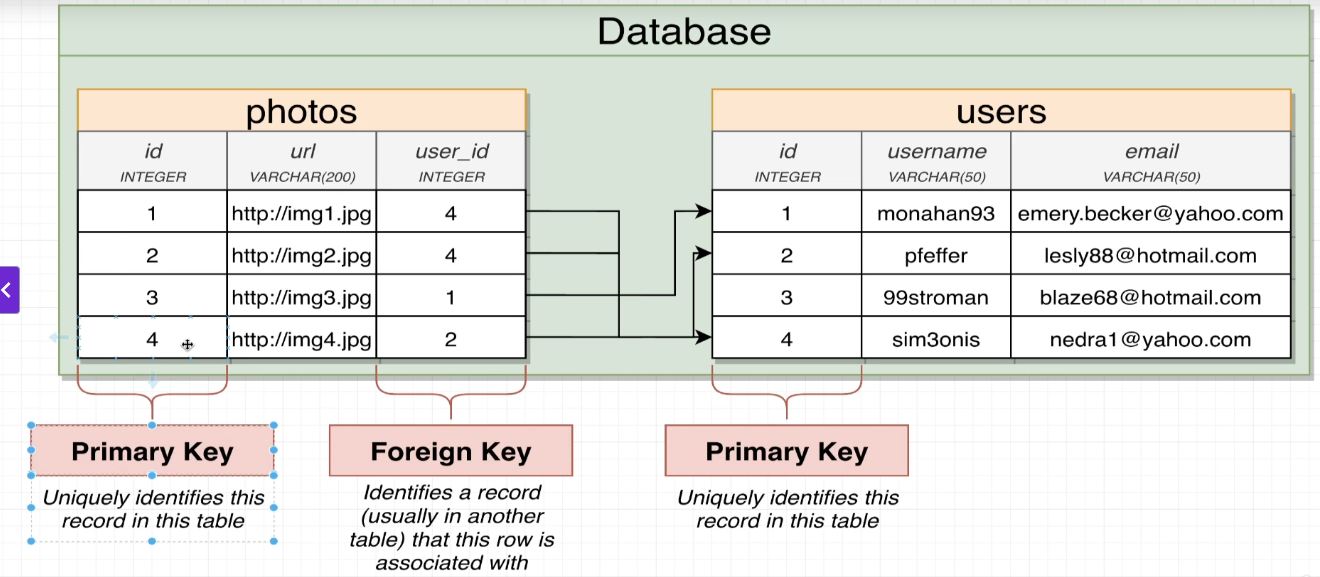 Database
photos
users
id
url
user_id
id
username
email
INTEGER
VARCHAR(200)
INTEGER
INTEGER
VARCHAR(50)
VARCHAR(50)
1
http://img1.jpg
4
1
monahan93
emery.becker@yahoo.com
2
http://img2.jpg
4
2
pfeffer
lesly88@hotmail.com
3
http://img3.jpg
1
3
99stroman
blaze68@hotmail.com
4
http://img4.jpg
2
4
sim3onis
nedra1@yahoo.com
Primary Key
Uniquely identifies this
record in this table
Foreign Key
Identifies a record
(usually in another
table) that this row is
associated with
Primary Key
Uniquely identifies this
record in this table